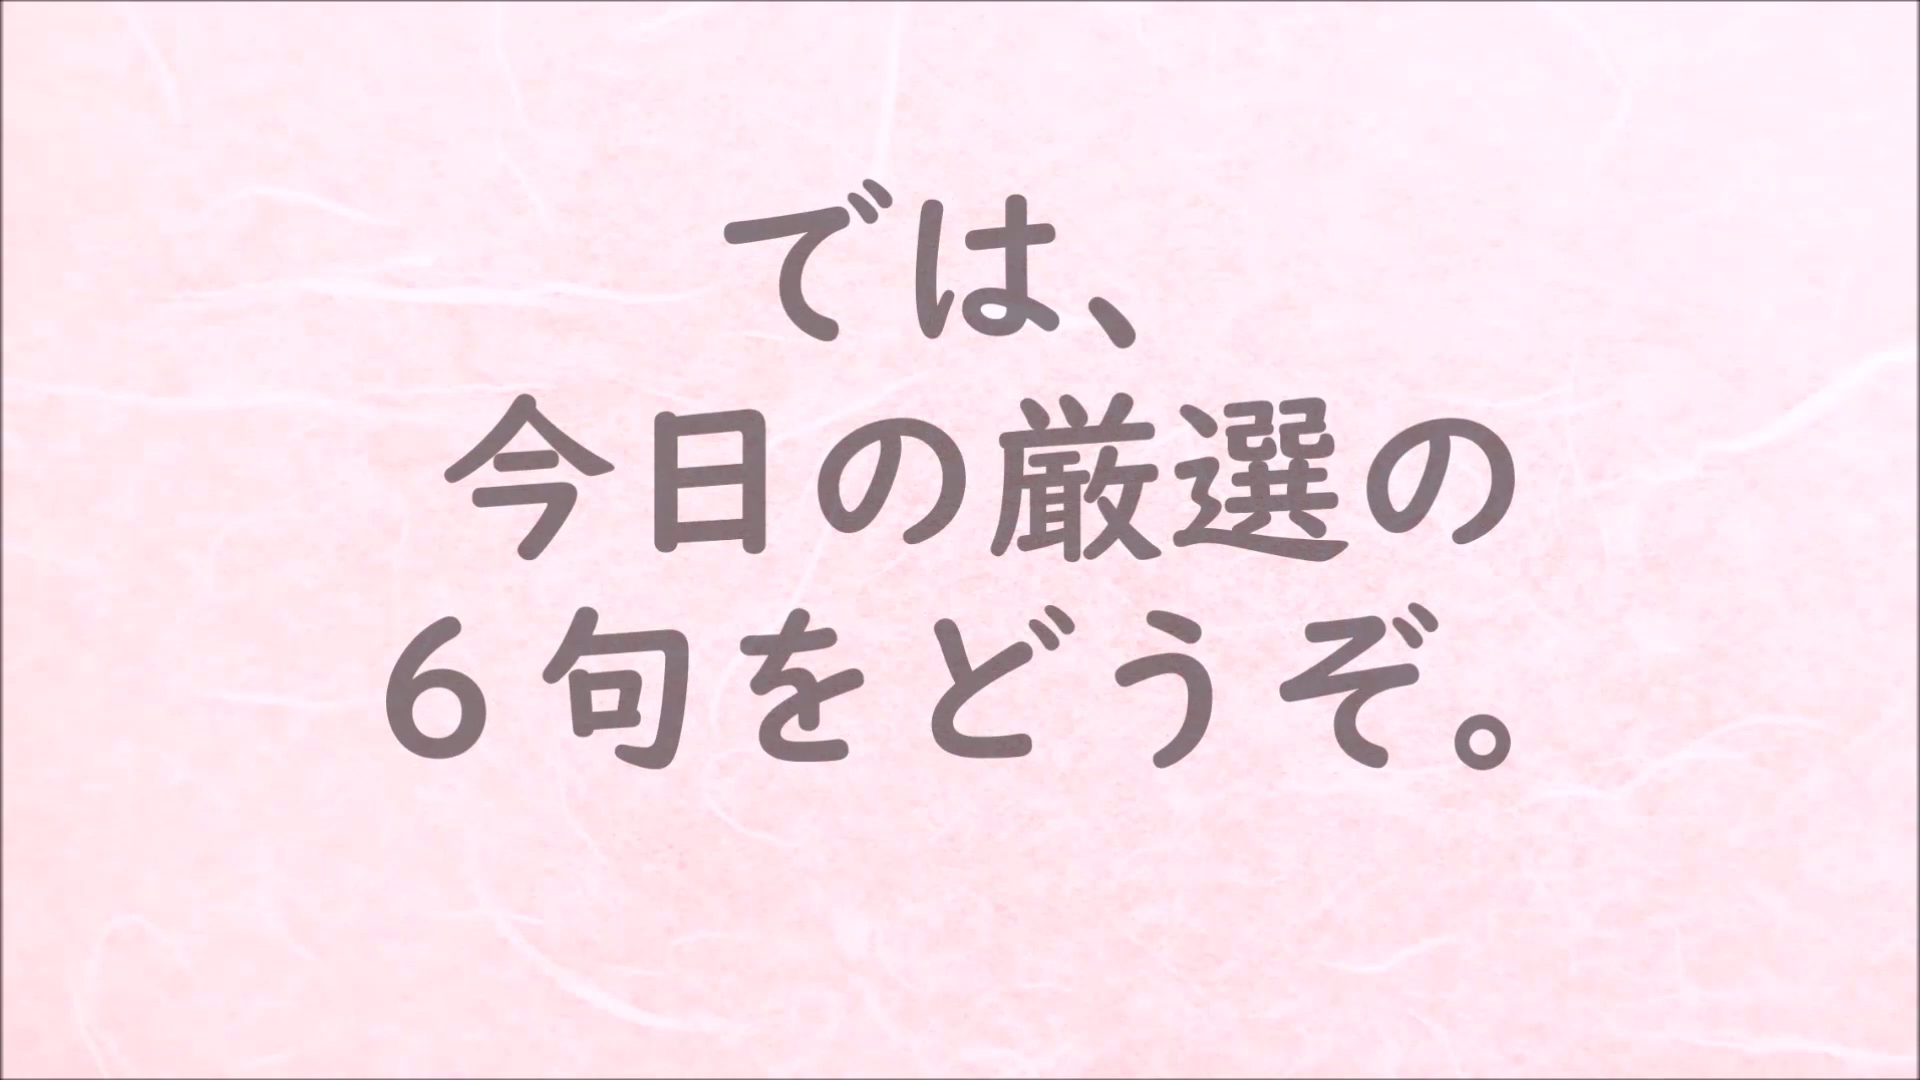 では、
今日の厳選の
６句をどうぞ。